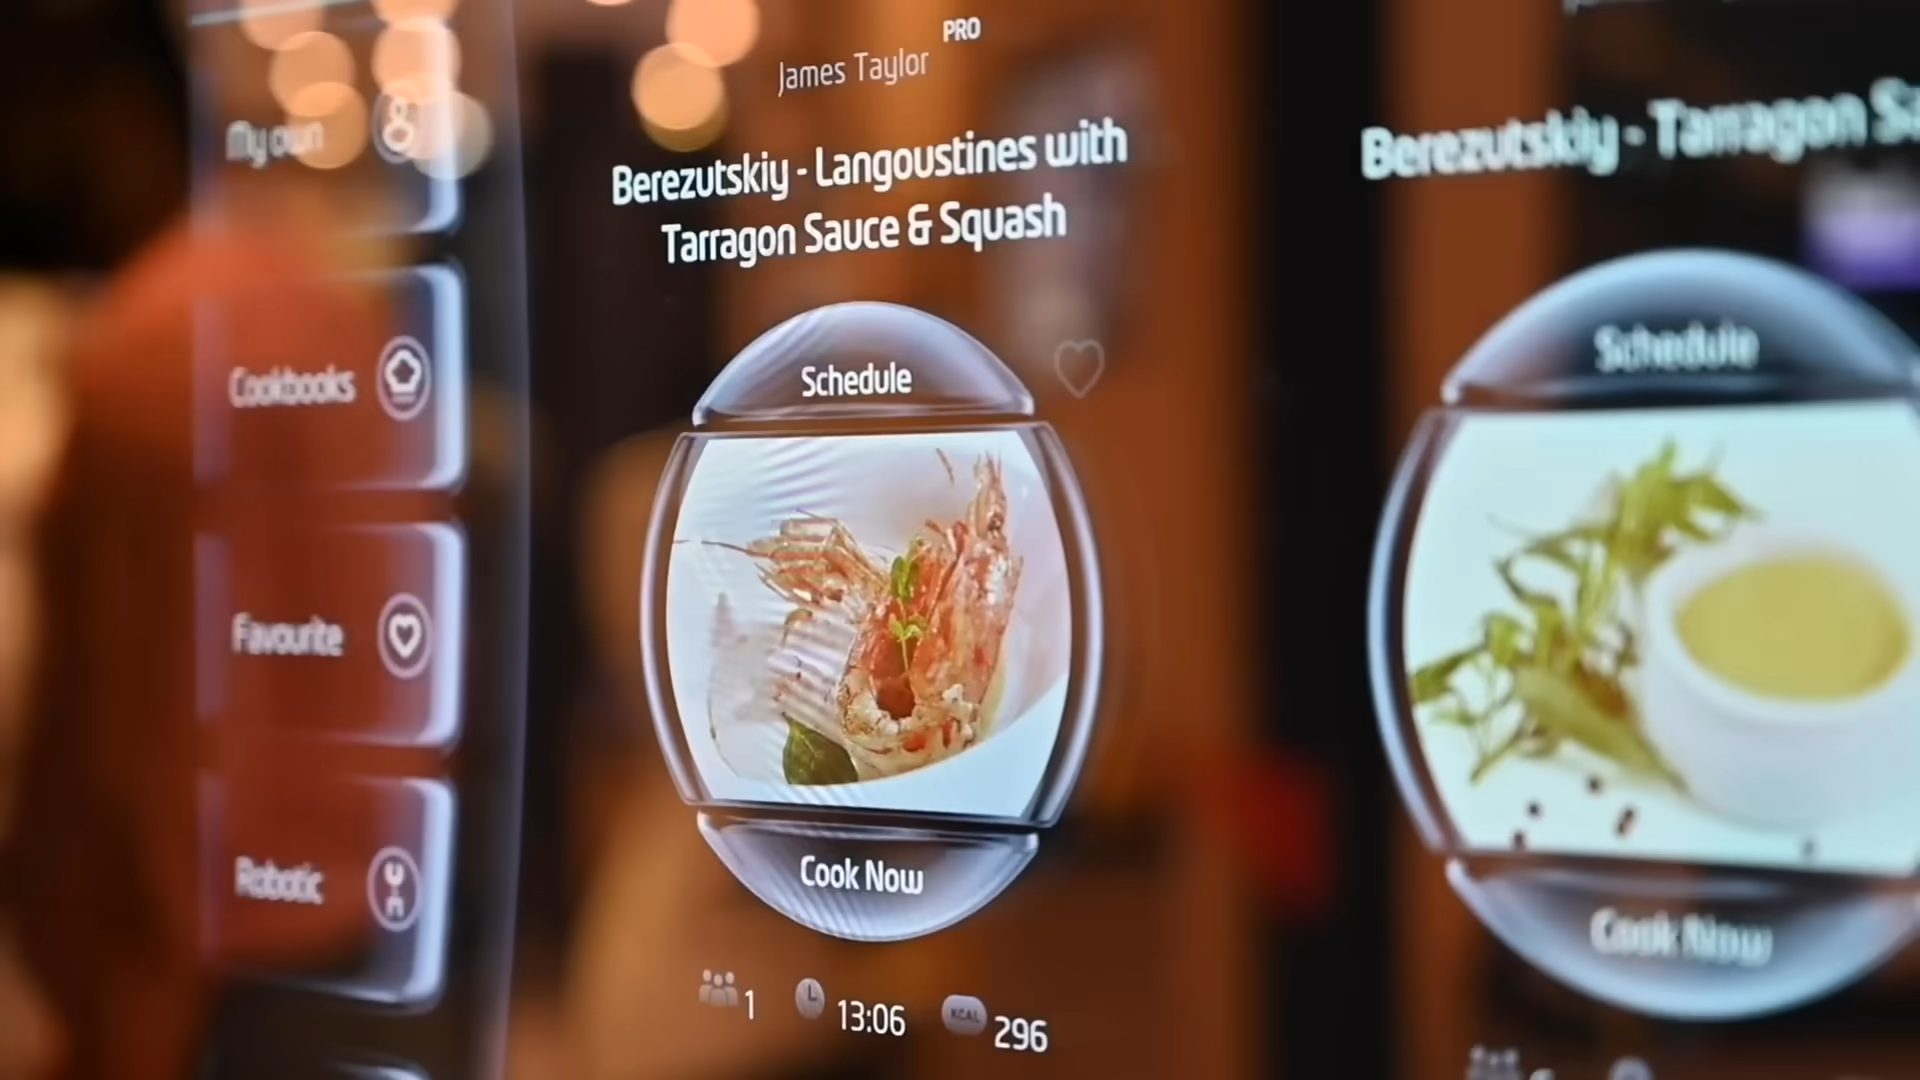 My own
Cookbooks
Favourite
Robotic
PRO
James Taylor
Berezutskiy - Langoustines with
Tarragon Sauce & Squash
Schedule
Cook Now
1
13:06
KCAL
296
Berezutskiy - Tarragon
Schedule
Cook Now